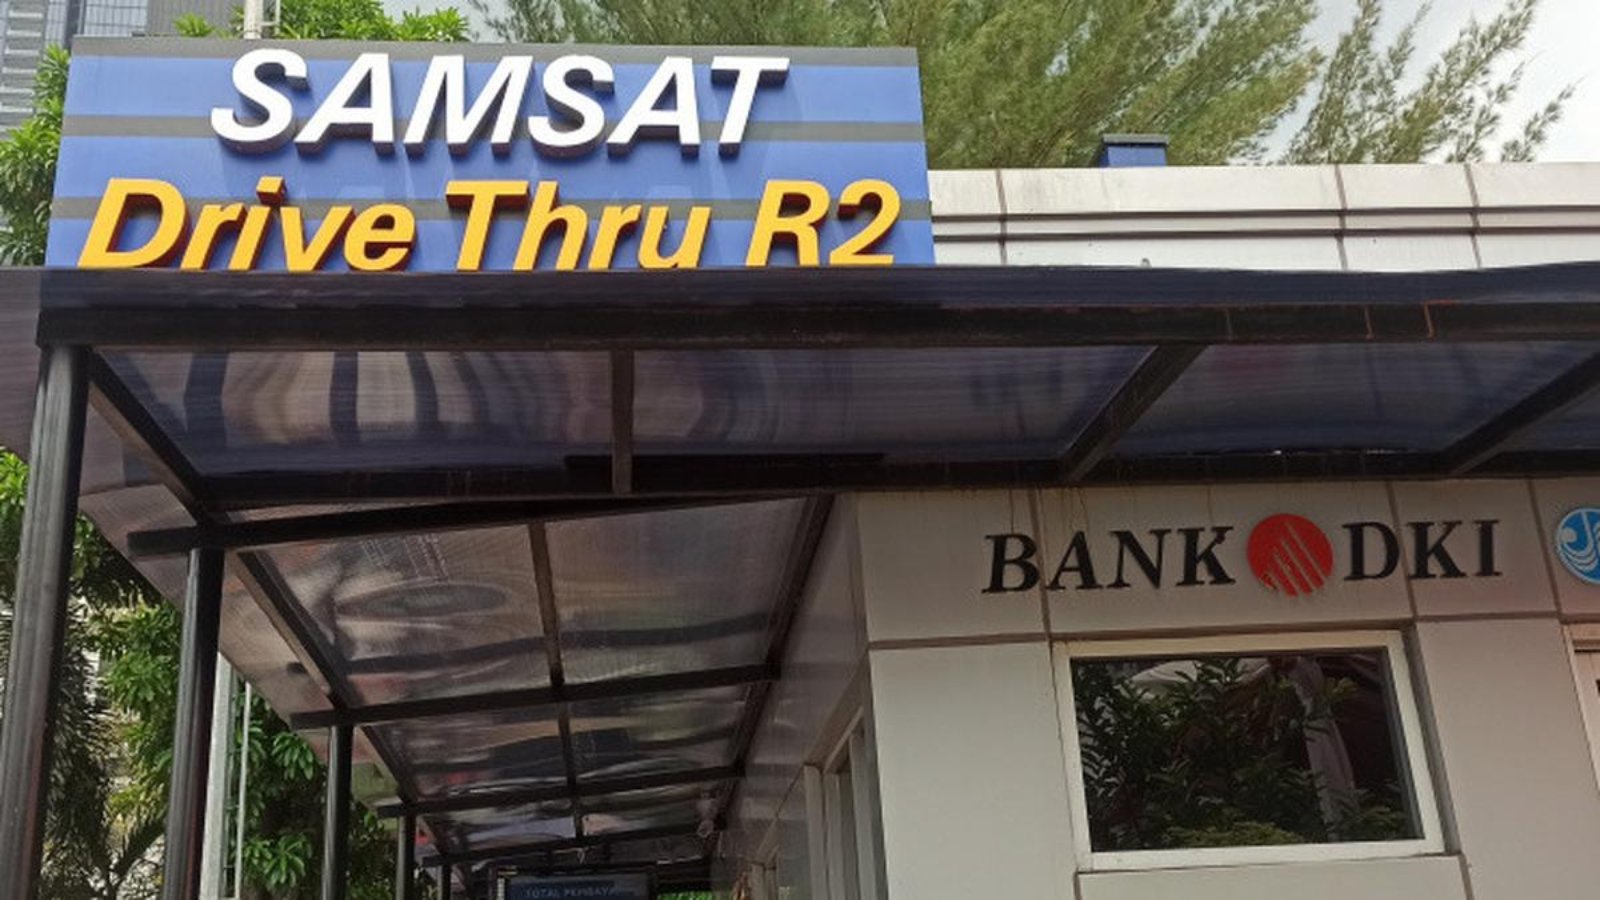 SAMSAT
Drive Thru R2
BANK DKI
TOTAL PEMBAYA